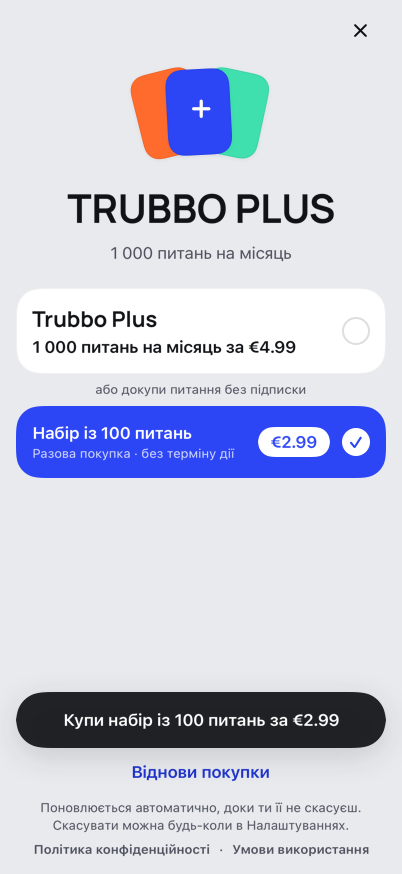 TRUBBO PLUS
1 000 питань на місяць
Trubbo Plus
1 000 питань на місяць за €4.99
або докупи питання без підписки
Набір із 100 питань
Разова покупка · без терміну дії
€2.99
Купи набір із 100 питань за €2.99
Віднови покупки
Поновлюється автоматично, доки ти її не скасуєш.
Скасувати можна будь-коли в Налаштуваннях.
Політика конфіденційності · Умови використання